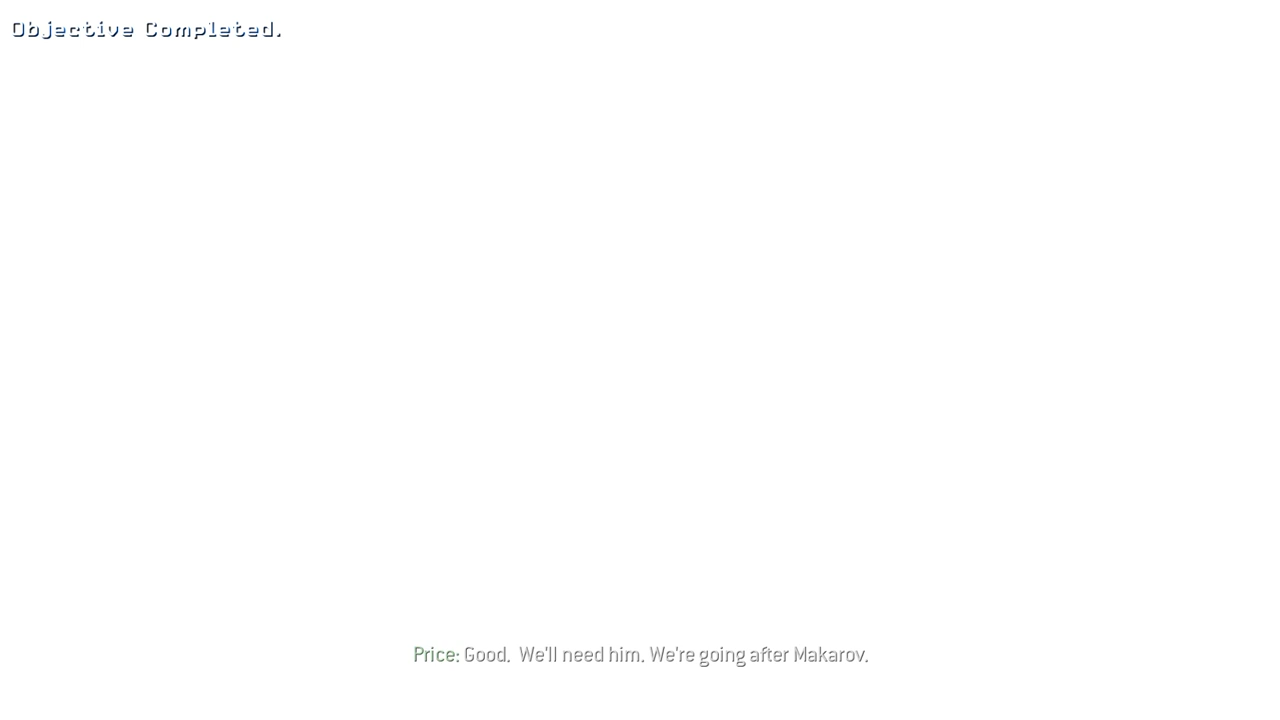 Objective Completed.
Price: Good.  We'll need him. We're going after Makarov.